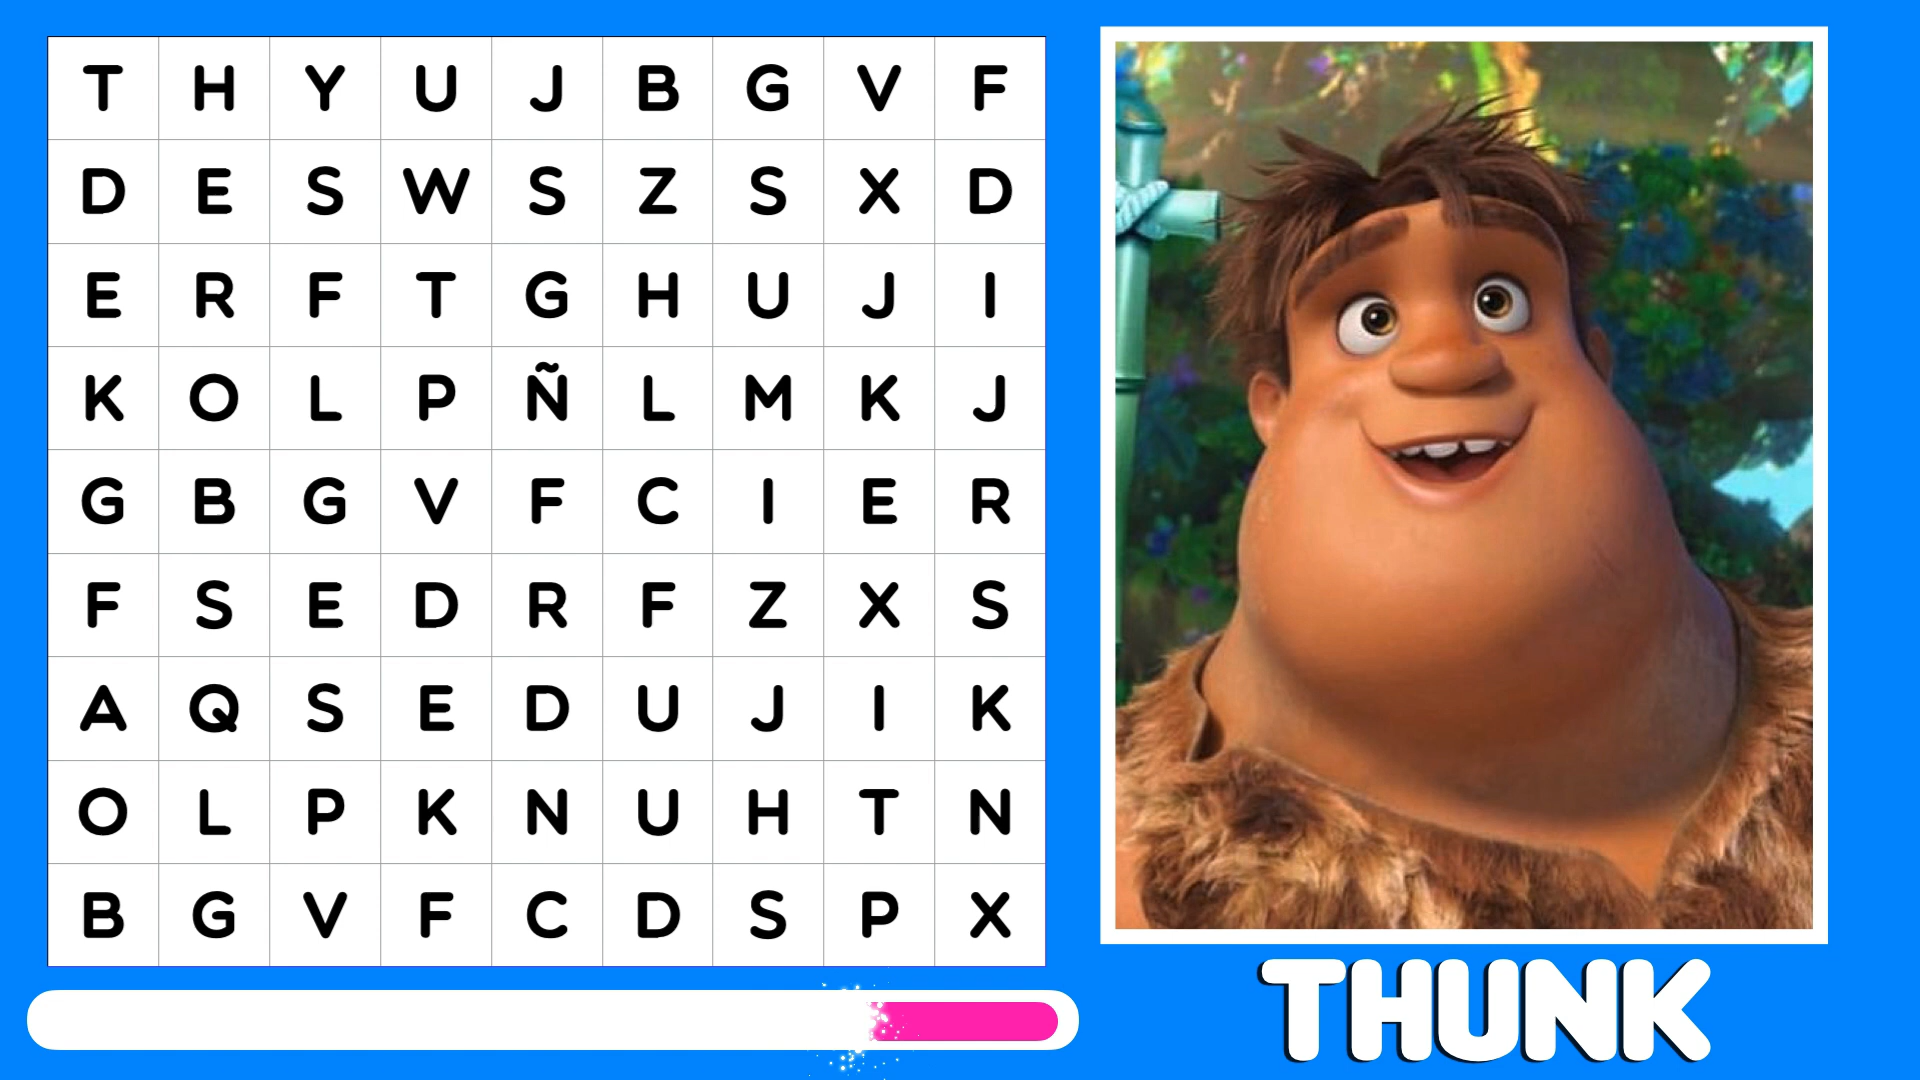 T H Y U J B G V F
D E S W S Z S X D
E R F T G H U J I
K O L P Ñ L M K J
G B G V F C I E R
F S E D R F Z X S
A Q S E D U J I K
O L P K N U H T N
B G V F C D S P X
THUNK